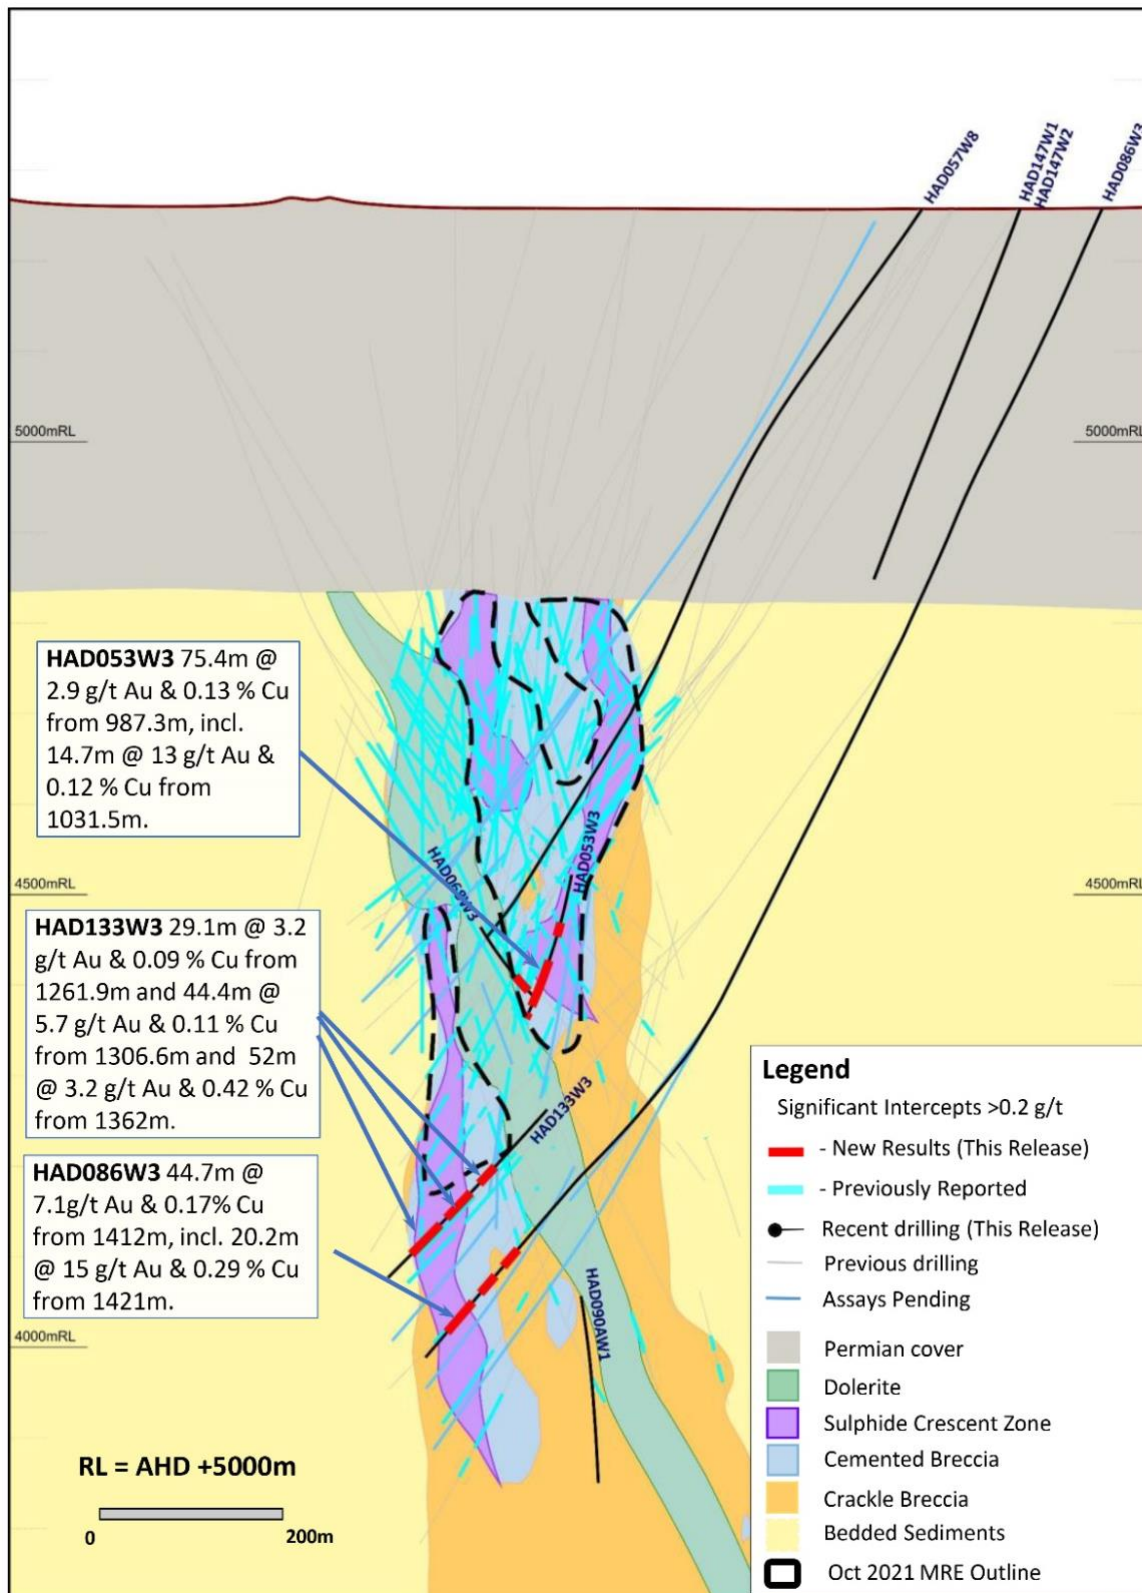 HAD057W8
HAD147W1
HAD147W2
HAD086W3
5000mRL
5000mRL
HAD053W3 75.4m @
2.9 g/t Au & 0.13 % Cu
from 987.3m, incl.
14.7m @ 13 g/t Au &
0.12 % Cu from
1031.5m.
HAD053W3
HAD068W3
4500mRL
4500mRL
HAD133W3 29.1m @ 3.2
g/t Au & 0.09 % Cu from
1261.9m and 44.4m @
5.7 g/t Au & 0.11 % Cu
from 1306.6m and 52m
@ 3.2 g/t Au & 0.42 % Cu
from 1362m.
HAD133W3
HAD086W3 44.7m @
7.1g/t Au & 0.17% Cu
from 1412m, incl. 20.2m
@ 15 g/t Au & 0.29 % Cu
from 1421m.
HAD090AW1
4000mRL
RL = AHD +5000m
0 200m
Legend
Significant Intercepts >0.2 g/t
- New Results (This Release)
- Previously Reported
Recent drilling (This Release)
Previous drilling
Assays Pending
Permian cover
Dolerite
Sulphide Crescent Zone
Cemented Breccia
Crackle Breccia
Bedded Sediments
Oct 2021 MRE Outline